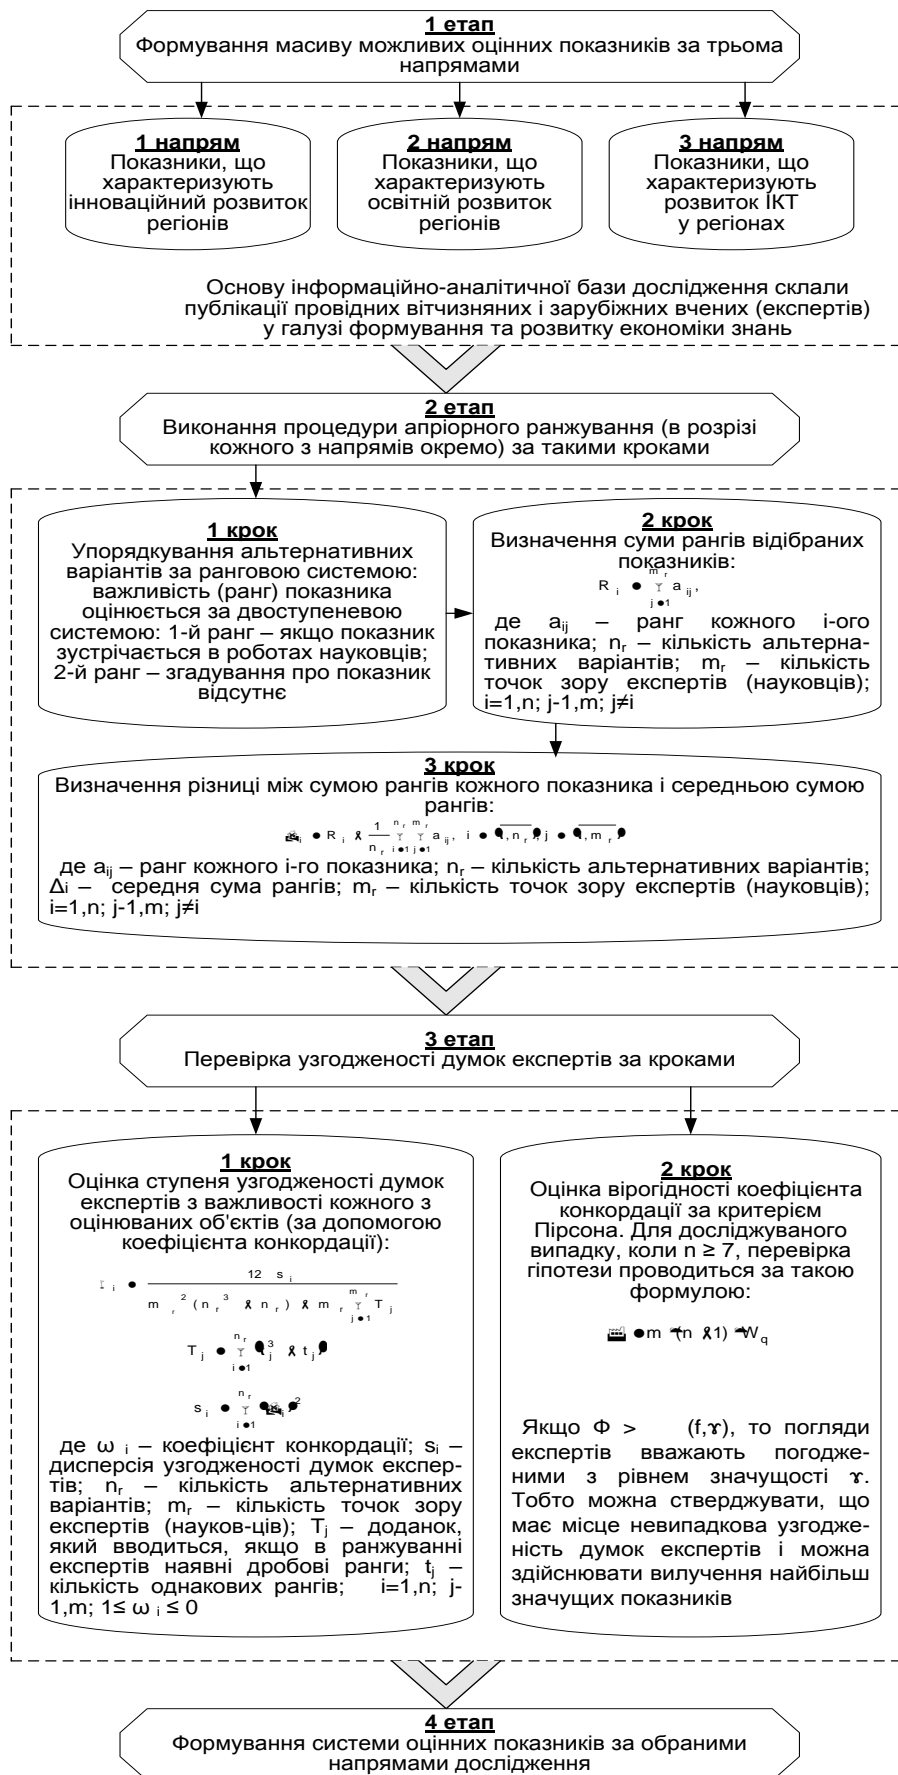 1 етап
Формування масиву можливих оцінних показників за трьома
напрямами
1 напрям
Показники, що
характеризують
інноваційний розвиток
регіонів
2 напрям
Показники, що
характеризують
освітній розвиток
регіонів
3 напрям
Показники, що
характеризують
розвиток ІКТ
у регіонах
Основу інформаційно-аналітичної бази дослідження склали
публікації провідних вітчизняних і зарубіжних вчених (експертів)
у галузі формування та розвитку економіки знань
2 етап
Виконання процедури апріорного ранжування (в розрізі
кожного з напрямів окремо) за такими кроками
1 крок
Упорядкування альтернативних
варіантів за ранговою системою:
важливість (ранг) показника
оцінюється за двоступеневою
системою: 1-й ранг – якщо показник
зустрічається в роботах науковців;
2-й ранг – згадування про показник
відсутнє
2 крок
Визначення суми рангів відібраних
показників:
де aij – ранг кожного і-ого
показника; nr – кількість альтерна-
тивних варіантів; mr – кількість
точок зору експертів (науковців);
i=1,n; j-1,m; j≠i
3 крок
Визначення різниці між сумою рангів кожного показника і середньою сумою
рангів:
де aij – ранг кожного і-го показника; nr – кількість альтернативних варіантів;
Δi – середня сума рангів; mr – кількість точок зору експертів (науковців);
i=1,n; j-1,m; j≠i
3 етап
Перевірка узгодженості думок експертів за кроками
1 крок
Оцінка ступеня узгодженості думок
експертів з важливості кожного з
оцінюваних об'єктів (за допомогою
коефіцієнта конкордації):
де ω i – коефіцієнт конкордації; si –
дисперсія узгодженості думок експер-
тів; nr – кількість альтернативних
варіантів; mr – кількість точок зору
експертів (науков-ців); Tj – доданок,
який вводиться, якщо в ранжуванні
експертів наявні дробові ранги; tj –
кількість однакових рангів; i=1,n; j-
1,m; 1≤ ω i ≤ 0
2 крок
Оцінка вірогідності коефіцієнта
конкордації за критерієм
Пірсона. Для досліджуваного
випадку, коли n ≥ 7, перевірка
гіпотези проводиться за такою
формулою:
Якщо Φ > (f,ɤ), то погляди
експертів вважають погодже-
ними з рівнем значущості ɤ.
Тобто можна стверджувати, що
має місце невипадкова узгодже-
ність думок експертів і можна
здійснювати вилучення найбільш
значущих показників
4 етап
Формування системи оцінних показників за обраними
напрямами дослідження